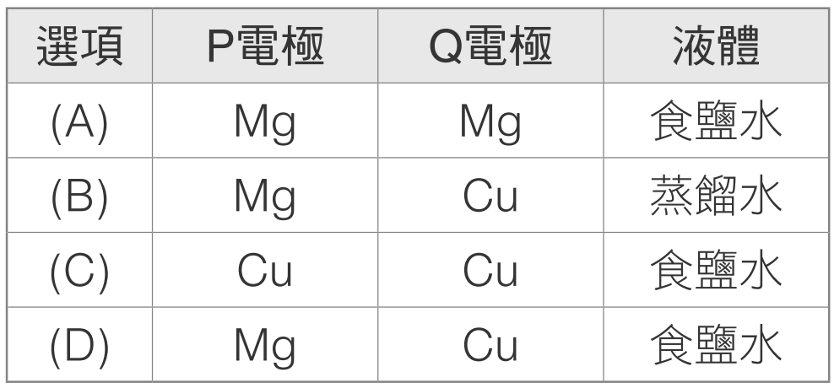 選項 P電極 Q電極 液體
(A) Mg Mg 食鹽水
(B) Mg Cu 蒸餾水
(C) Cu Cu 食鹽水
(D) Mg Cu 食鹽水